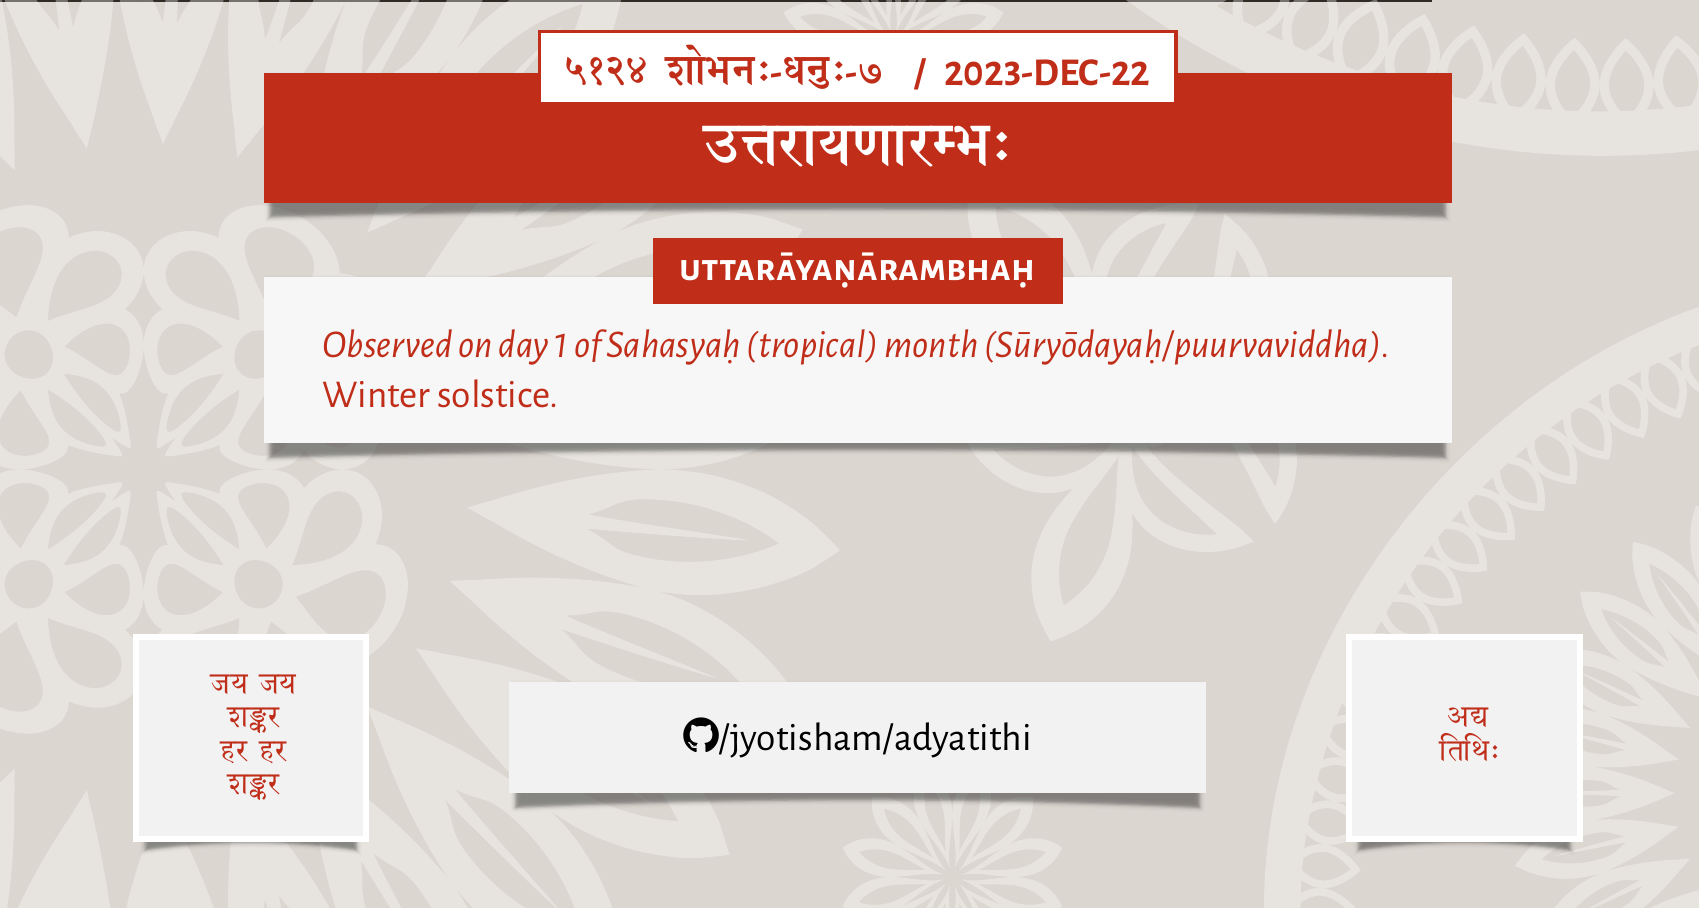 ५१२४ शोभनः-धनुः-७ / 2023-DEC-22
उत्तरायणारम्भः
UTTARĀYAṆĀRAMBHAḤ
Observed on day 1 of Sahasyaḥ (tropical) month (Sūryōdayaḥ/puurvaviddha).
Winter solstice.
जय जय
शङ्कर
हर हर
शङ्कर
/jyotisham/adyatithi
अद्य
तिथिः